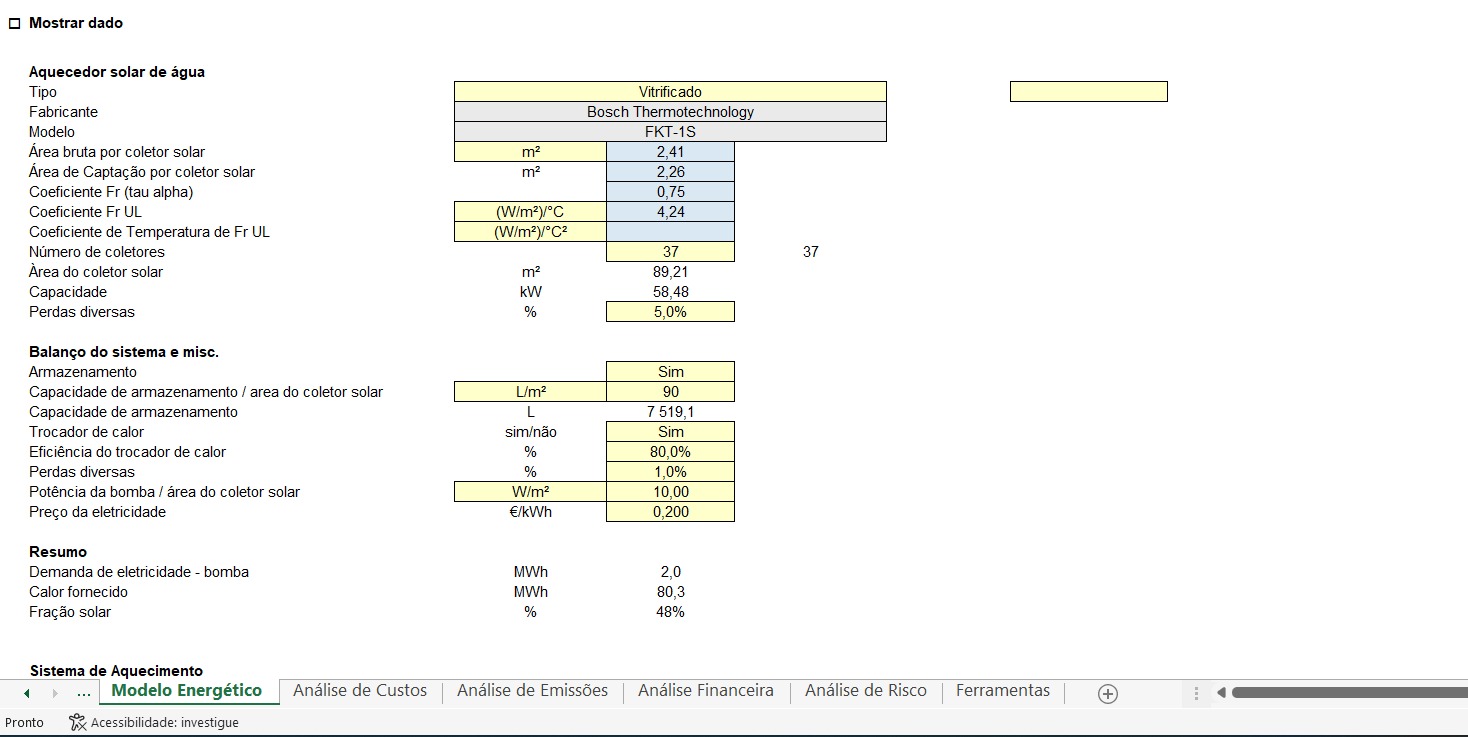 Mostrar dado
Aquecedor solar de água
Tipo Vitrificado
Fabricante Bosch Thermotechnology
Modelo FKT-1S
Área bruta por coletor solar m² 2,41
Área de Captação por coletor solar m² 2,26
Coeficiente Fr (tau alpha) 0,75
Coeficiente Fr UL (W/m²)/°C 4,24
Coeficiente de Temperatura de Fr UL (W/m²)/°C²
Número de coletores 37 37
Àrea do coletor solar m² 89,21
Capacidade kW 58,48
Perdas diversas % 5,0%
Balanço do sistema e misc.
Armazenamento Sim
Capacidade de armazenamento / area do coletor solar L/m² 90
Capacidade de armazenamento L 7 519,1
Trocador de calor sim/não Sim
Eficiência do trocador de calor % 80,0%
Perdas diversas % 1,0%
Potência da bomba / área do coletor solar W/m² 10,00
Preço da eletricidade €/kWh 0,200
Resumo
Demanda de eletricidade - bomba MWh 2,0
Calor fornecido MWh 80,3
Fração solar % 48%
Sistema de Aquecimento
... Modelo Energético Análise de Custos Análise de Emissões Análise Financeira Análise de Risco Ferramentas
Pronto Acessibilidade: investigue